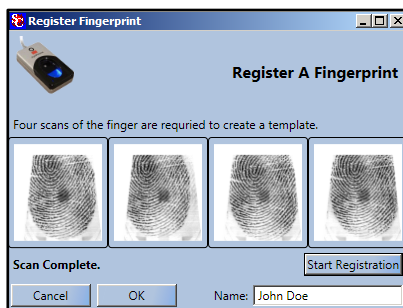 Register Fingerprint
Register A Fingerprint
Four scans of the finger are requried to create a template.
Scan Complete.
Start Registration
Cancel
OK
Name: John Doe